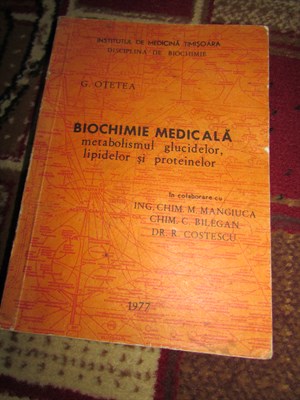 INSTITUTUL DE MEDICINĂ TIMIȘOARA
DISCIPLINA DE BIOCHIMIE
G. OȚETEA
BIOCHIMIE MEDICALĂ
metabolismul glucidelor,
lipidelor și proteinelor
în colaborare cu
ING. CHIM. M. MANGIUCA
CHIM. C. BILEGAN
DR. R. COSTESCU
1977